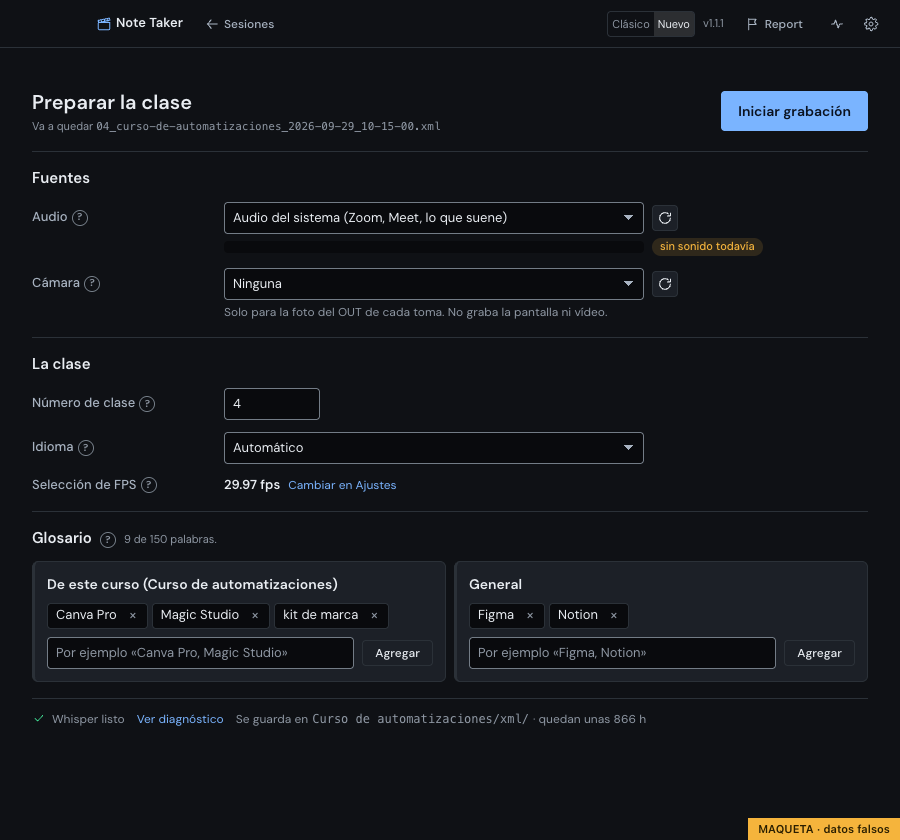 Note Taker
← Sesiones
Clásico Nuevo v1.1.1 Report
Preparar la clase
Va a quedar 04_curso-de-automatizaciones_2026-09-29_10-15-00.xml
Iniciar grabación
Fuentes
Audio ?
Audio del sistema (Zoom, Meet, lo que suene)
sin sonido todavía
Cámara ?
Ninguna
Solo para la foto del OUT de cada toma. No graba la pantalla ni vídeo.
La clase
Número de clase ?
4
Idioma ?
Automático
Selección de FPS ?
29.97 fps Cambiar en Ajustes
Glosario ? 9 de 150 palabras.
De este curso (Curso de automatizaciones)
Canva Pro × Magic Studio × kit de marca ×
Por ejemplo «Canva Pro, Magic Studio» Agregar
General
Figma × Notion ×
Por ejemplo «Figma, Notion» Agregar
✓ Whisper listo Ver diagnóstico Se guarda en Curso de automatizaciones/xml/ · quedan unas 866 h
MAQUETA · datos falsos